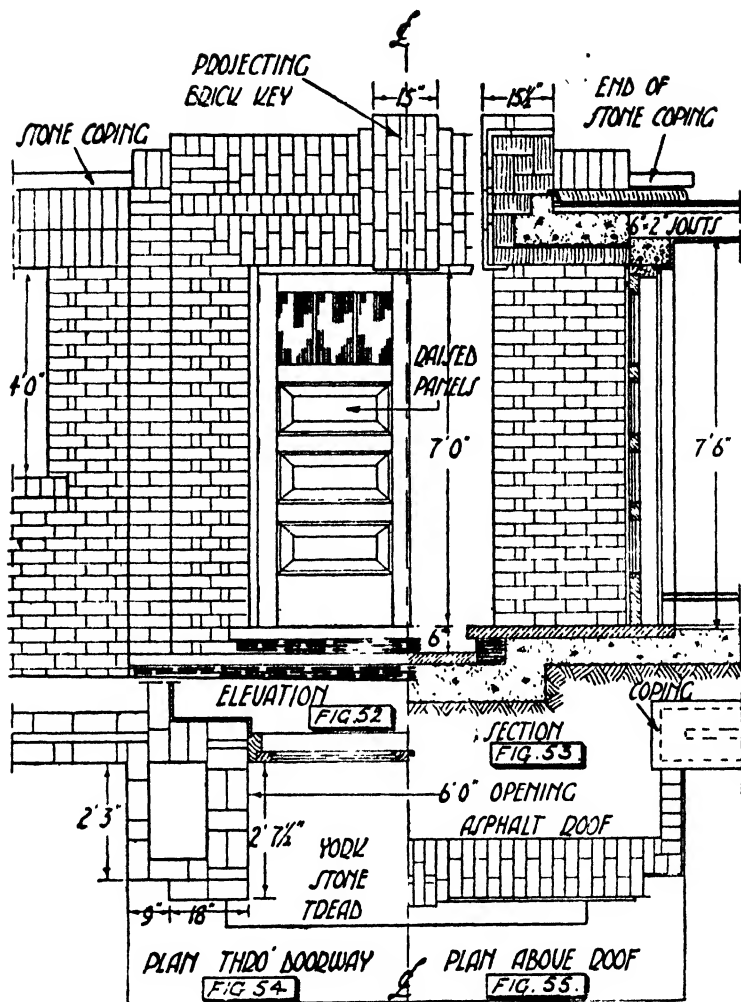 ℄
PROJECTING
BRICK KEY
15"
15½"
END OF
STONE COPING
STONE COPING
6"×2" JOISTS
RAISED
PANELS
4'0"
7'0"
7'6"
6"
ELEVATION
FIG. 52
SECTION
FIG. 53
COPING
6'0" OPENING
2'3"
2'7½"
ASPHALT ROOF
YORK
STONE
TREAD
9"
18"
PLAN THRO' DOORWAY
FIG 54
℄
PLAN ABOVE ROOF
FIG. 55.